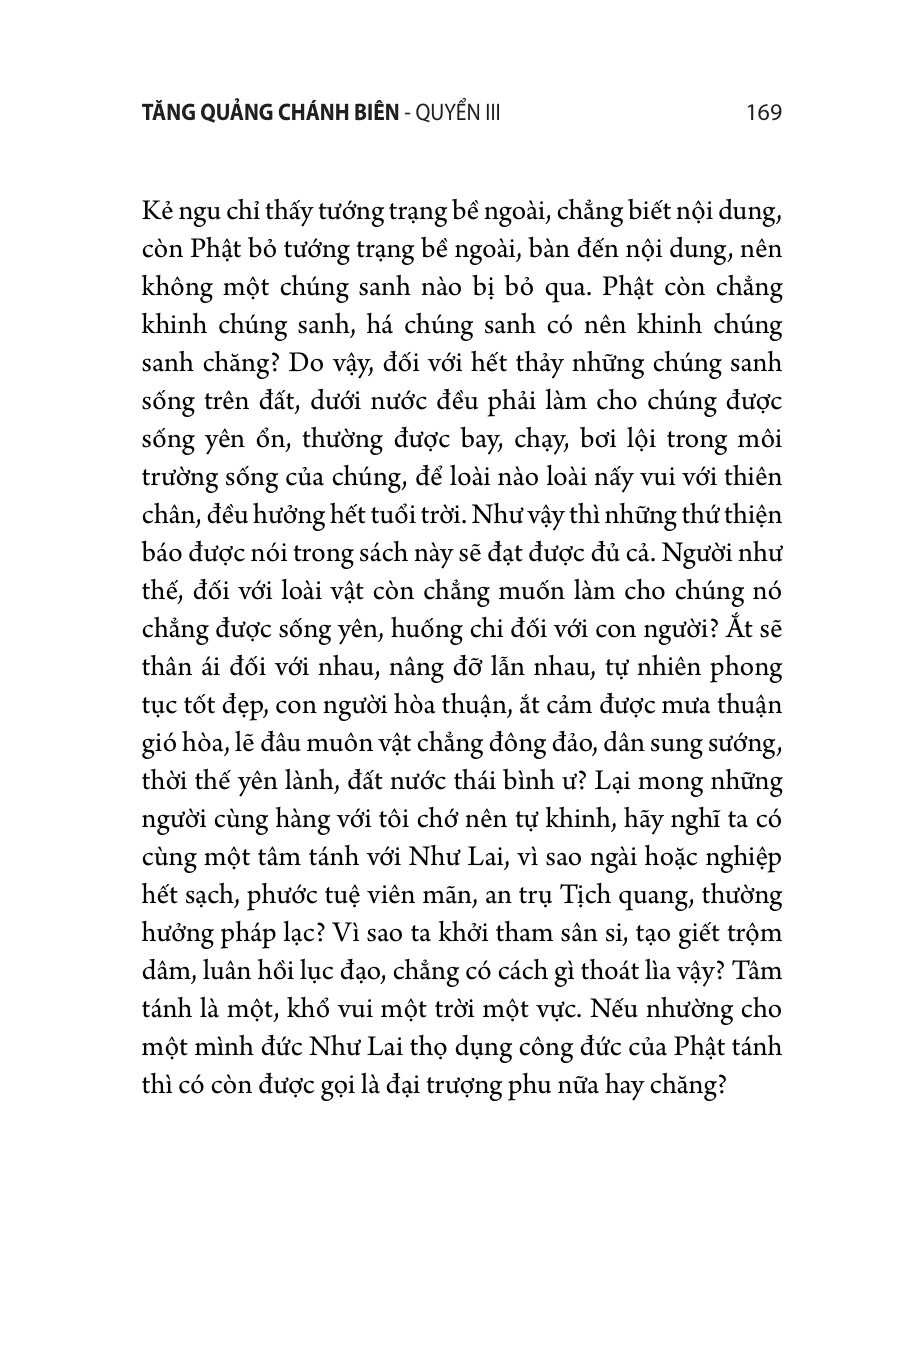 TĂNG QUẢNG CHÁNH BIÊN - QUYỂN III 169
Kẻ ngu chỉ thấy tướng trạng bề ngoài, chẳng biết nội dung,
còn Phật bỏ tướng trạng bề ngoài, bàn đến nội dung, nên
không một chúng sanh nào bị bỏ qua. Phật còn chẳng
khinh chúng sanh, há chúng sanh có nên khinh chúng
sanh chăng? Do vậy, đối với hết thảy những chúng sanh
sống trên đất, dưới nước đều phải làm cho chúng được
sống yên ổn, thường được bay, chạy, bơi lội trong môi
trường sống của chúng, để loài nào loài nấy vui với thiên
chân, đều hưởng hết tuổi trời. Như vậy thì những thứ thiện
báo được nói trong sách này sẽ đạt được đủ cả. Người như
thế, đối với loài vật còn chẳng muốn làm cho chúng nó
chẳng được sống yên, huống chi đối với con người? Ắt sẽ
thân ái đối với nhau, nâng đỡ lẫn nhau, tự nhiên phong
tục tốt đẹp, con người hòa thuận, ắt cảm được mưa thuận
gió hòa, lẽ đâu muôn vật chẳng đông đảo, dân sung sướng,
thời thế yên lành, đất nước thái bình ư? Lại mong những
người cùng hàng với tôi chớ nên tự khinh, hãy nghĩ ta có
cùng một tâm tánh với Như Lai, vì sao ngài hoặc nghiệp
hết sạch, phước tuệ viên mãn, an trụ Tịch quang, thường
hưởng pháp lạc? Vì sao ta khởi tham sân si, tạo giết trộm
dâm, luân hồi lục đạo, chẳng có cách gì thoát lìa vậy? Tâm
tánh là một, khổ vui một trời một vực. Nếu nhường cho
một mình đức Như Lai thọ dụng công đức của Phật tánh
thì có còn được gọi là đại trượng phu nữa hay chăng?